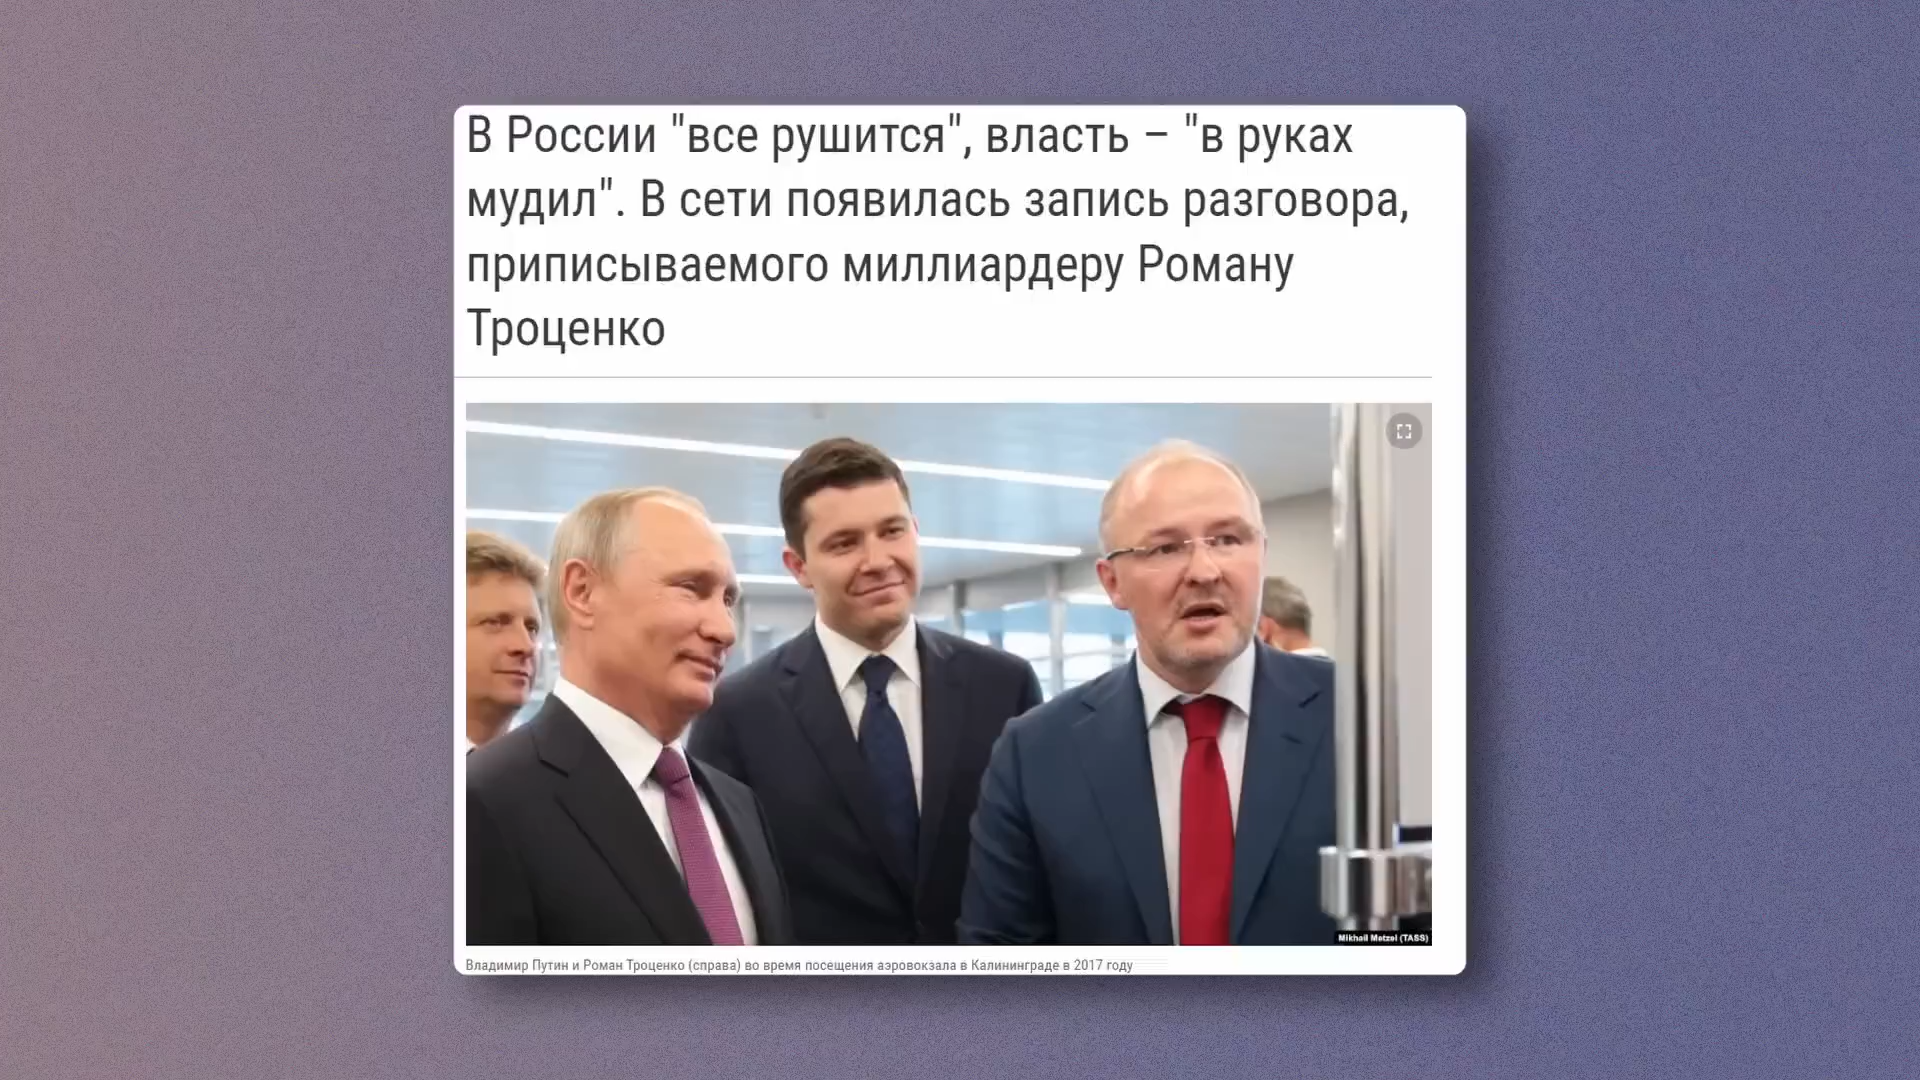 В России "все рушится", власть – "в руках
мудил". В сети появилась запись разговора,
приписываемого миллиардеру Роману
Троценко
Mikhail Metzel (TASS)
Владимир Путин и Роман Троценко (справа) во время посещения аэровокзала в Калининграде в 2017 году